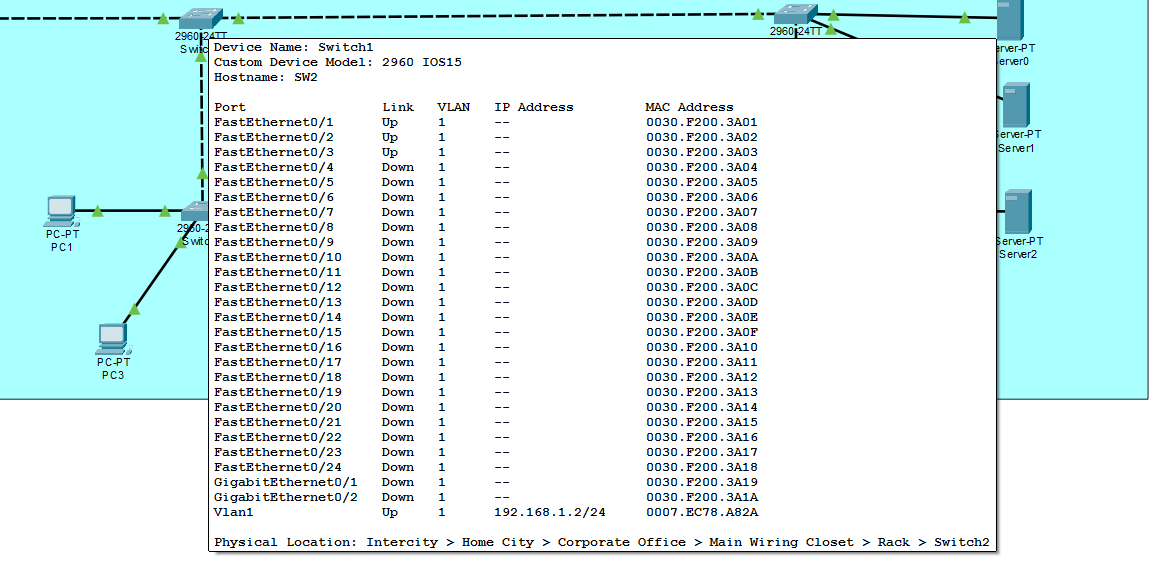 2960-24TT
Switc
2960-24TT
erver-PT
erver0
erver-PT
Server1
Server-PT
Server2
PC-PT
PC1
2960-2
Switc
PC-PT
PC3
Device Name: Switch1
Custom Device Model: 2960 IOS15
Hostname: SW2
Port Link VLAN IP Address MAC Address
FastEthernet0/1 Up 1 -- 0030.F200.3A01
FastEthernet0/2 Up 1 -- 0030.F200.3A02
FastEthernet0/3 Up 1 -- 0030.F200.3A03
FastEthernet0/4 Down 1 -- 0030.F200.3A04
FastEthernet0/5 Down 1 -- 0030.F200.3A05
FastEthernet0/6 Down 1 -- 0030.F200.3A06
FastEthernet0/7 Down 1 -- 0030.F200.3A07
FastEthernet0/8 Down 1 -- 0030.F200.3A08
FastEthernet0/9 Down 1 -- 0030.F200.3A09
FastEthernet0/10 Down 1 -- 0030.F200.3A0A
FastEthernet0/11 Down 1 -- 0030.F200.3A0B
FastEthernet0/12 Down 1 -- 0030.F200.3A0C
FastEthernet0/13 Down 1 -- 0030.F200.3A0D
FastEthernet0/14 Down 1 -- 0030.F200.3A0E
FastEthernet0/15 Down 1 -- 0030.F200.3A0F
FastEthernet0/16 Down 1 -- 0030.F200.3A10
FastEthernet0/17 Down 1 -- 0030.F200.3A11
FastEthernet0/18 Down 1 -- 0030.F200.3A12
FastEthernet0/19 Down 1 -- 0030.F200.3A13
FastEthernet0/20 Down 1 -- 0030.F200.3A14
FastEthernet0/21 Down 1 -- 0030.F200.3A15
FastEthernet0/22 Down 1 -- 0030.F200.3A16
FastEthernet0/23 Down 1 -- 0030.F200.3A17
FastEthernet0/24 Down 1 -- 0030.F200.3A18
GigabitEthernet0/1 Down 1 -- 0030.F200.3A19
GigabitEthernet0/2 Down 1 -- 0030.F200.3A1A
Vlan1 Up 1 192.168.1.2/24 0007.EC78.A82A
Physical Location: Intercity > Home City > Corporate Office > Main Wiring Closet > Rack > Switch2